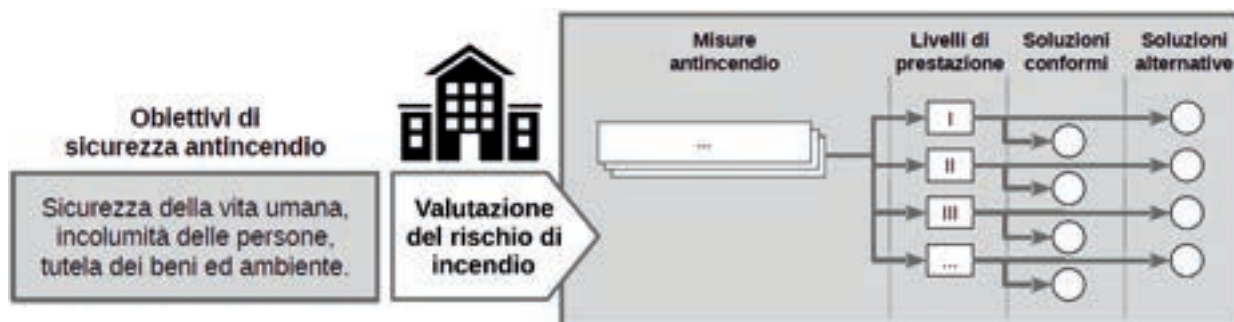 Obiettivi di
sicurezza antincendio
Sicurezza della vita umana,
incolumità delle persone,
tutela dei beni ed ambiente.
Valutazione
del rischio di
incendio
Misure
antincendio
...
Livelli di
prestazione
I
II
III
...
Soluzioni
conformi
Soluzioni
alternative